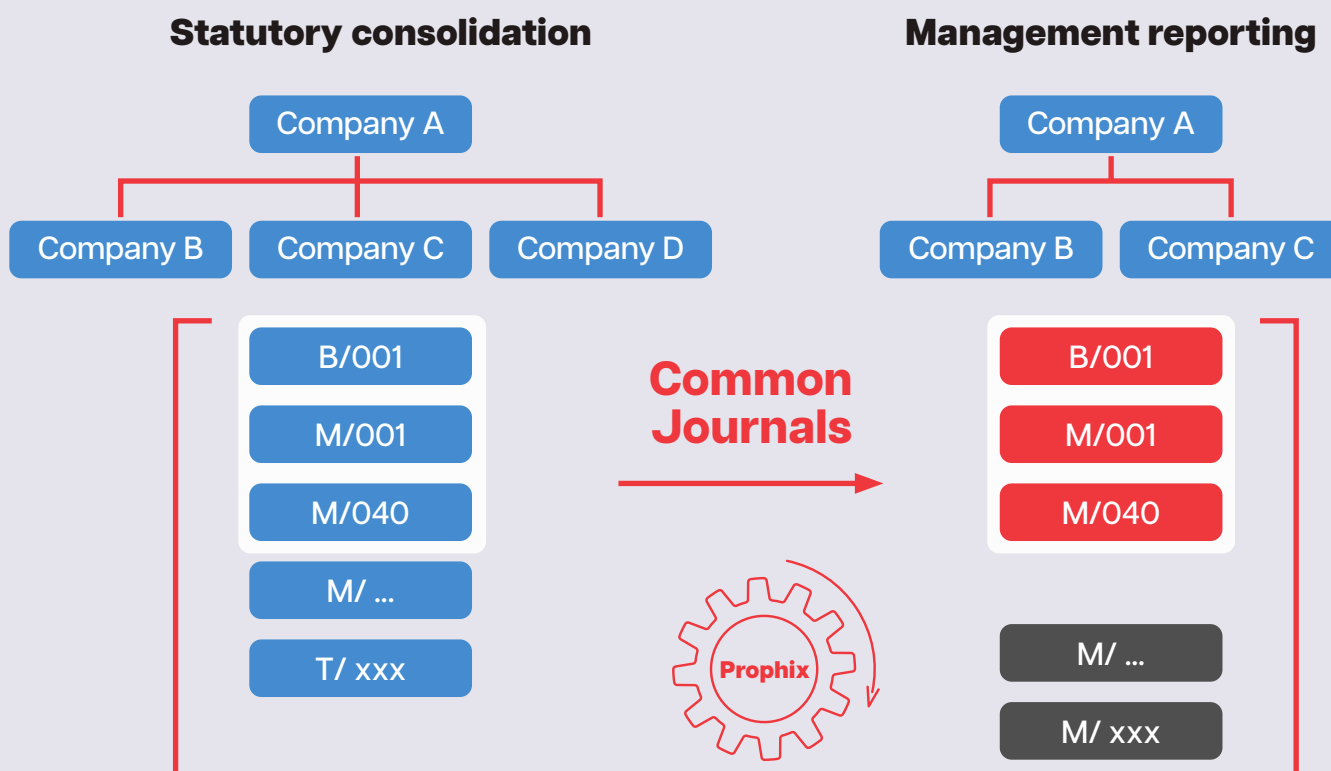 Statutory consolidation
Company A
Company B
Company C
Company D
B/001
M/001
M/040
M/ ...
T/ xxx
Common
Journals
Prophix
Management reporting
Company A
Company B
Company C
B/001
M/001
M/040
M/ ...
M/ xxx